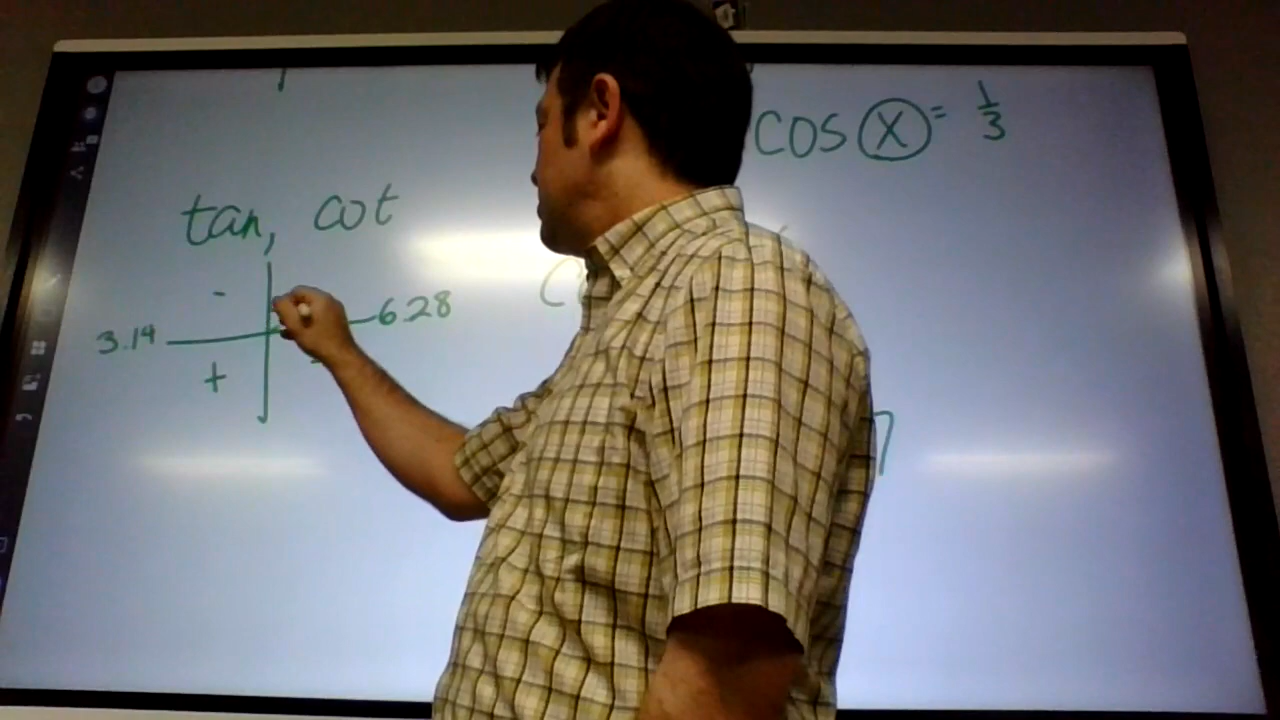 cos x = 1/3
tan, cot
-
3.14 6.28
+ -